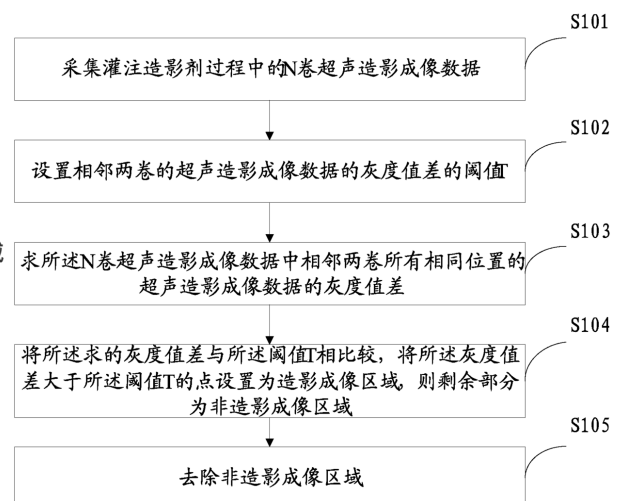 S101
采集灌注造影剂过程中的N卷超声造影成像数据
S102
设置相邻两卷的超声造影成像数据的灰度值差的阈值T
S103
求所述N卷超声造影成像数据中相邻两卷所有相同位置的
超声造影成像数据的灰度值差
S104
将所述求的灰度值差与所述阈值T相比较，将所述灰度值
差大于所述阈值T的点设置为造影成像区域，则剩余部分
为非造影成像区域
S105
去除非造影成像区域